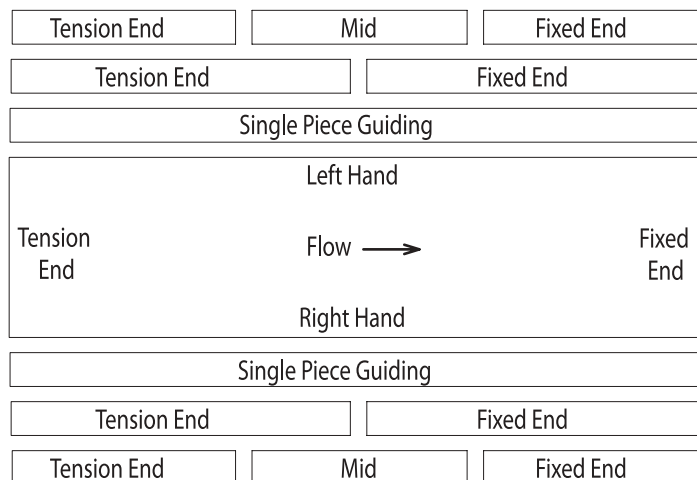 Tension End Mid Fixed End
Tension End Fixed End
Single Piece Guiding
Left Hand
Tension End Flow Fixed End
Right Hand
Single Piece Guiding
Tension End Fixed End
Tension End Mid Fixed End